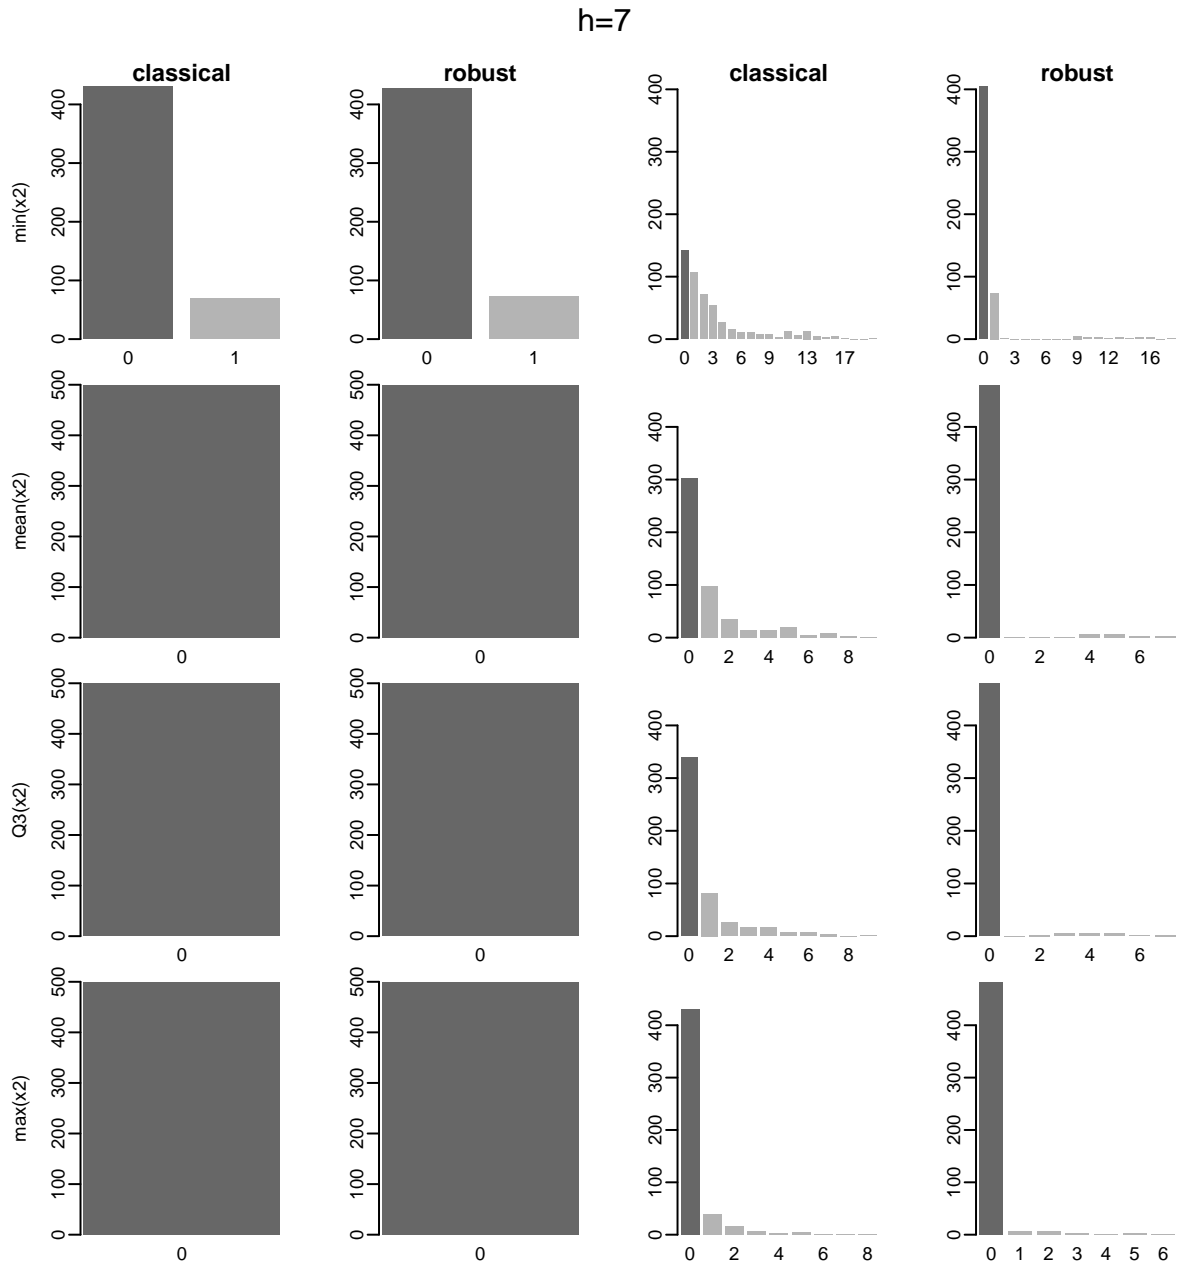 h=7
classical robust classical robust
min(x2)
0 100 200 300 400
0 1
0 100 200 300 400
0 1
0 100 200 300 400
0 3 6 9 13 17
0 100 200 300 400
0 3 6 9 12 16
mean(x2)
0 100 200 300 400 500
0
0 100 200 300 400 500
0
0 100 200 300 400
0 2 4 6 8
0 100 200 300 400
0 2 4 6
Q3(x2)
0 100 200 300 400 500
0
0 100 200 300 400 500
0
0 100 200 300 400
0 2 4 6 8
0 100 200 300 400
0 2 4 6
max(x2)
0 100 200 300 400 500
0
0 100 200 300 400 500
0
0 100 200 300 400
0 2 4 6 8
0 100 200 300 400
0 1 2 3 4 5 6